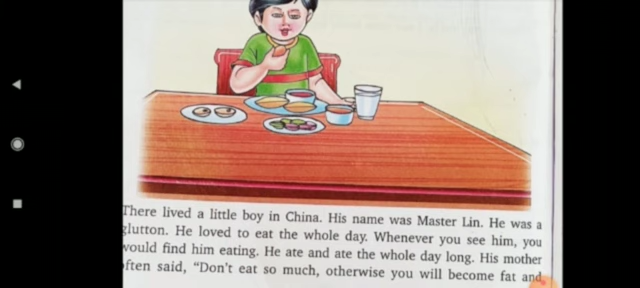 There lived a little boy in China. His name was Master Lin. He was a
glutton. He loved to eat the whole day. Whenever you see him, you
would find him eating. He ate and ate the whole day long. His mother
often said, “Don't eat so much, otherwise you will become fat and